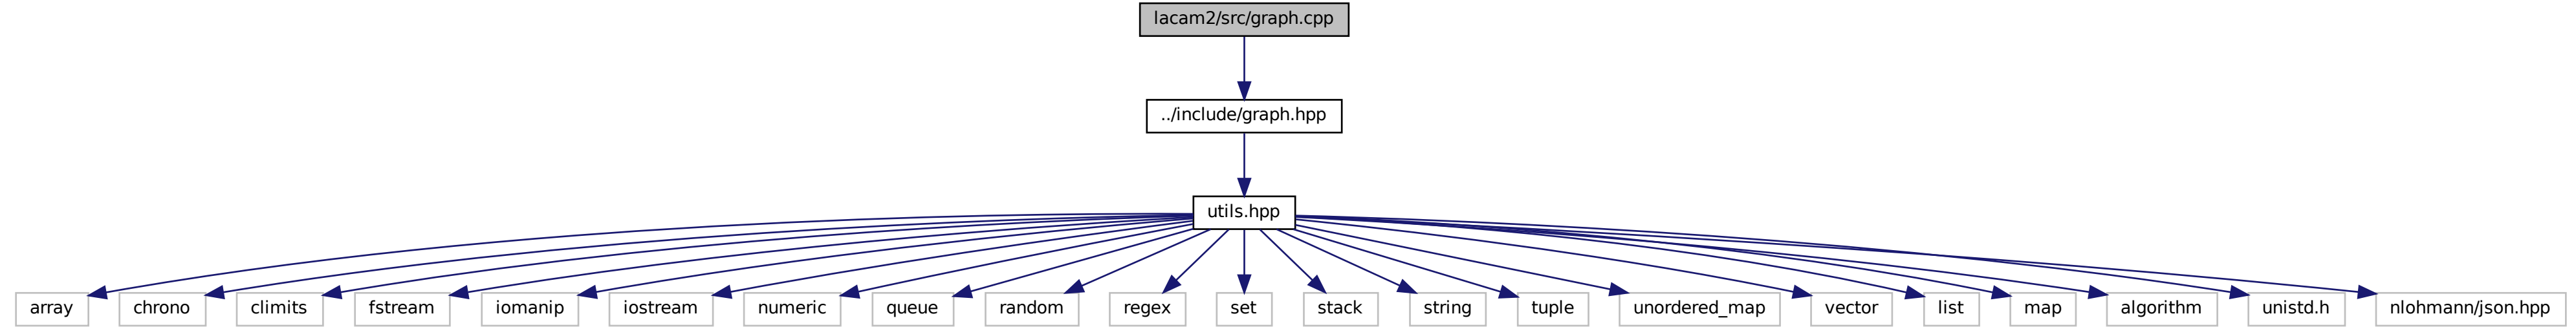 lacam2/src/graph.cpp
../include/graph.hpp
utils.hpp
array
chrono
climits
fstream
iomanip
iostream
numeric
queue
random
regex
set
stack
string
tuple
unordered_map
vector
list
map
algorithm
unistd.h
nlohmann/json.hpp